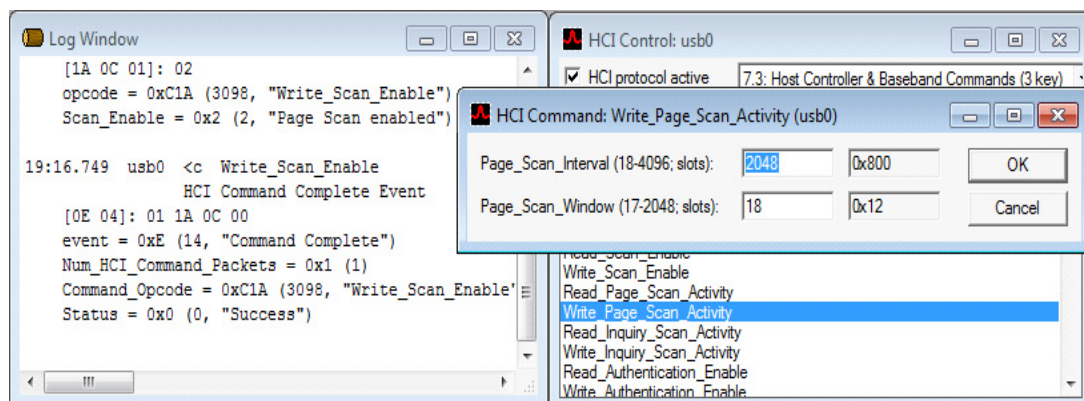 Log Window
[1A 0C 01]: 02
opcode = 0xC1A (3098, "Write_Scan_Enable")
Scan_Enable = 0x2 (2, "Page Scan enabled")
19:16.749 usb0 <c Write_Scan_Enable
HCI Command Complete Event
[0E 04]: 01 1A 0C 00
event = 0xE (14, "Command Complete")
Num_HCI_Command_Packets = 0x1 (1)
Command_Opcode = 0xC1A (3098, "Write_Scan_Enable"
Status = 0x0 (0, "Success")
HCI Control: usb0
HCI protocol active
7.3: Host Controller & Baseband Commands (3 key)
HCI Command: Write_Page_Scan_Activity (usb0)
Page_Scan_Interval (18-4096; slots): 2048 0x800 OK
Page_Scan_Window (17-2048; slots): 18 0x12 Cancel
Read_Scan_Enable
Write_Scan_Enable
Read_Page_Scan_Activity
Write_Page_Scan_Activity
Read_Inquiry_Scan_Activity
Write_Inquiry_Scan_Activity
Read_Authentication_Enable
Write_Authentication_Enable